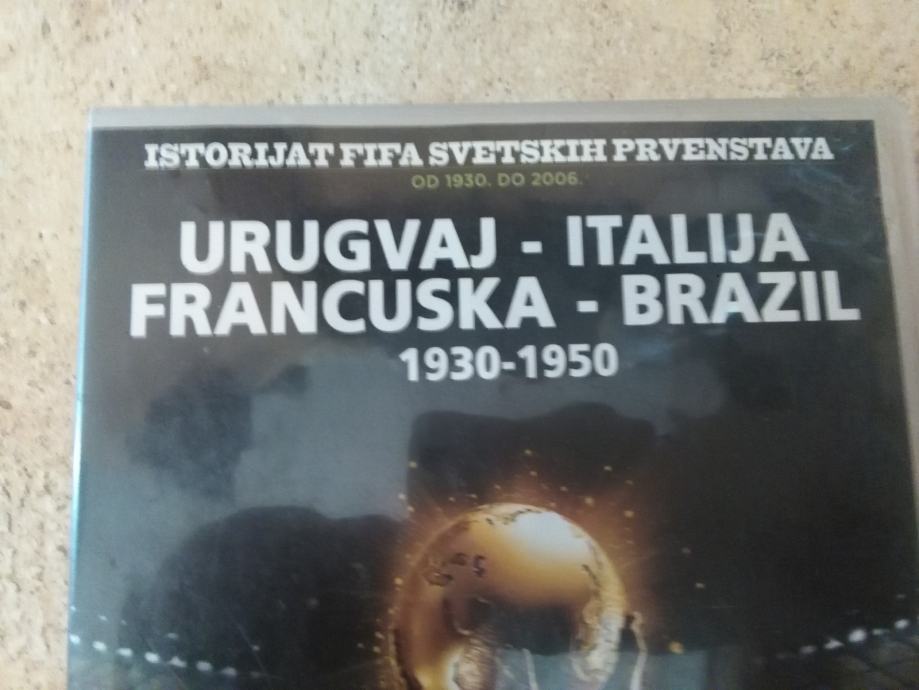 ISTORIJAT FIFA SVETSKIH PRVENSTAVA
OD 1930. DO 2006.
URUGVAJ - ITALIJA
FRANCUSKA - BRAZIL
1930-1950